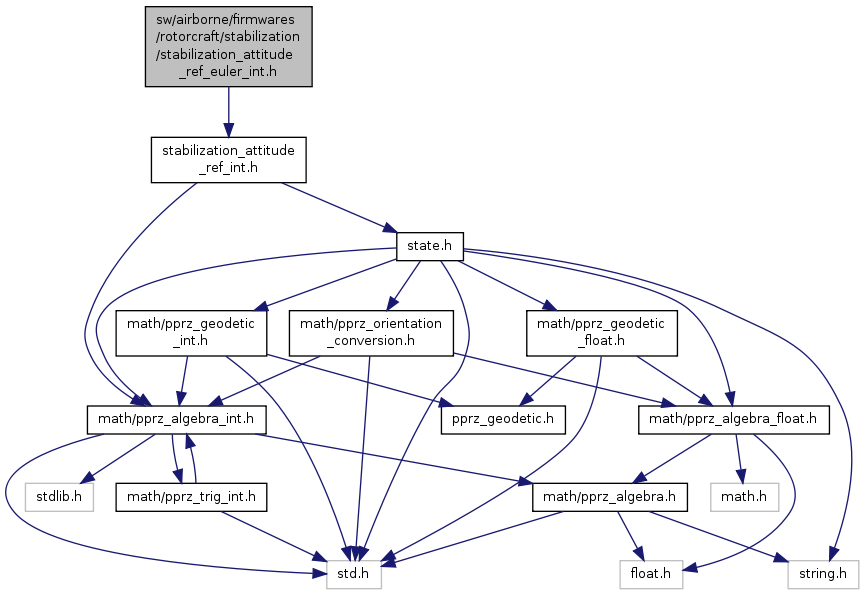 sw/airborne/firmwares
/rotorcraft/stabilization
/stabilization_attitude
_ref_euler_int.h
stabilization_attitude
_ref_int.h
state.h
math/pprz_geodetic
_int.h
math/pprz_orientation
_conversion.h
math/pprz_geodetic
_float.h
math/pprz_algebra_int.h
pprz_geodetic.h
math/pprz_algebra_float.h
stdlib.h
math/pprz_trig_int.h
math/pprz_algebra.h
math.h
std.h
float.h
string.h